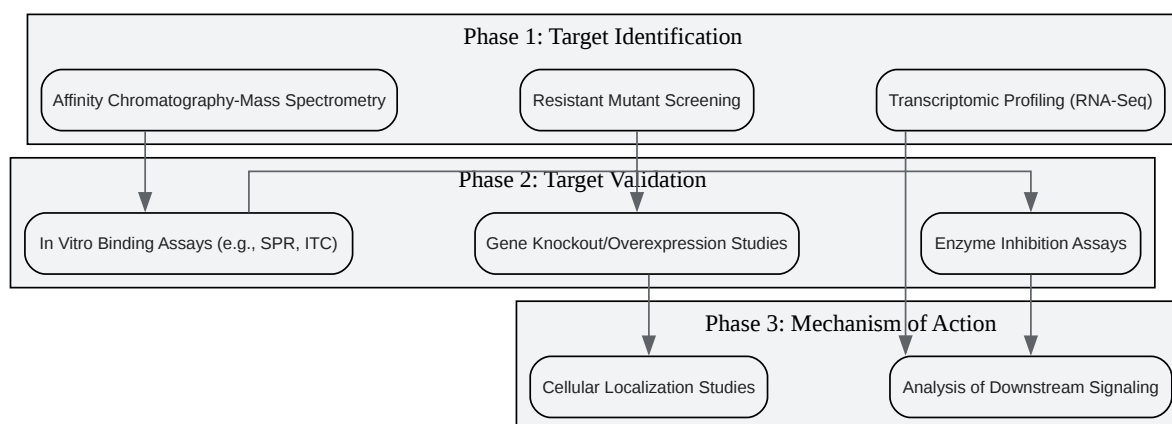 Phase 1: Target Identification
Affinity Chromatography-Mass Spectrometry
Resistant Mutant Screening
Transcriptomic Profiling (RNA-Seq)
Phase 2: Target Validation
In Vitro Binding Assays (e.g., SPR, ITC)
Gene Knockout/Overexpression Studies
Enzyme Inhibition Assays
Phase 3: Mechanism of Action
Cellular Localization Studies
Analysis of Downstream Signaling